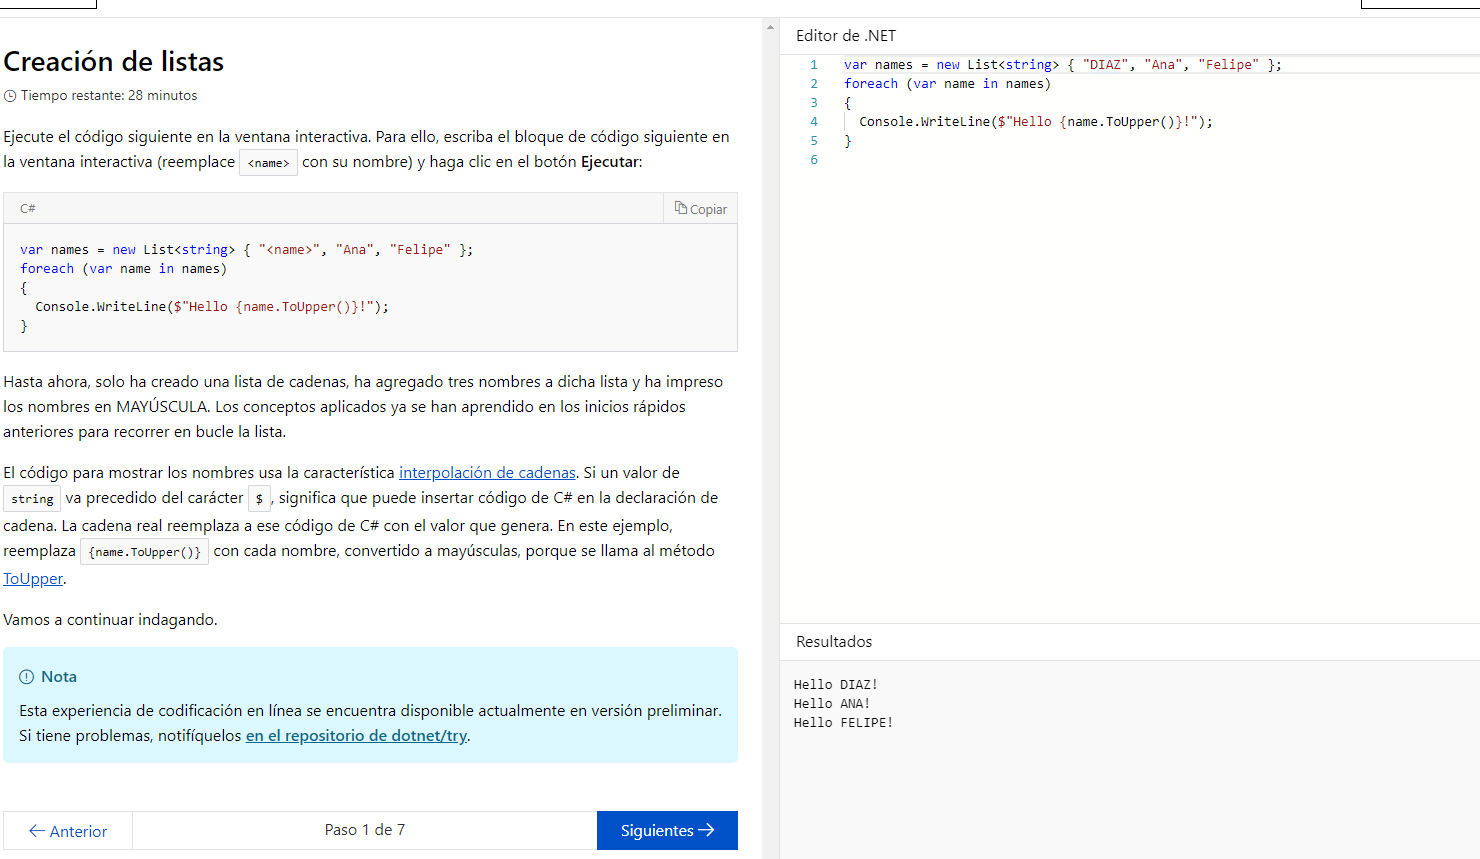 Creación de listas
Tiempo restante: 28 minutos
Ejecute el código siguiente en la ventana interactiva. Para ello, escriba el bloque de código siguiente en
la ventana interactiva (reemplace <name> con su nombre) y haga clic en el botón Ejecutar:
C#
Copiar
var names = new List<string> { "<name>", "Ana", "Felipe" };
foreach (var name in names)
{
  Console.WriteLine($"Hello {name.ToUpper()}!");
}
Hasta ahora, solo ha creado una lista de cadenas, ha agregado tres nombres a dicha lista y ha impreso
los nombres en MAYÚSCULA. Los conceptos aplicados ya se han aprendido en los inicios rápidos
anteriores para recorrer en bucle la lista.
El código para mostrar los nombres usa la característica interpolación de cadenas. Si un valor de
string va precedido del carácter $, significa que puede insertar código de C# en la declaración de
cadena. La cadena real reemplaza a ese código de C# con el valor que genera. En este ejemplo,
reemplaza {name.ToUpper()} con cada nombre, convertido a mayúsculas, porque se llama al método
ToUpper.
Vamos a continuar indagando.
Nota
Esta experiencia de codificación en línea se encuentra disponible actualmente en versión preliminar.
Si tiene problemas, notifíquelos en el repositorio de dotnet/try.
← Anterior
Paso 1 de 7
Siguientes →
Editor de .NET
1 var names = new List<string> { "DIAZ", "Ana", "Felipe" };
2 foreach (var name in names)
3 {
4   Console.WriteLine($"Hello {name.ToUpper()}!");
5 }
6
Resultados
Hello DIAZ!
Hello ANA!
Hello FELIPE!